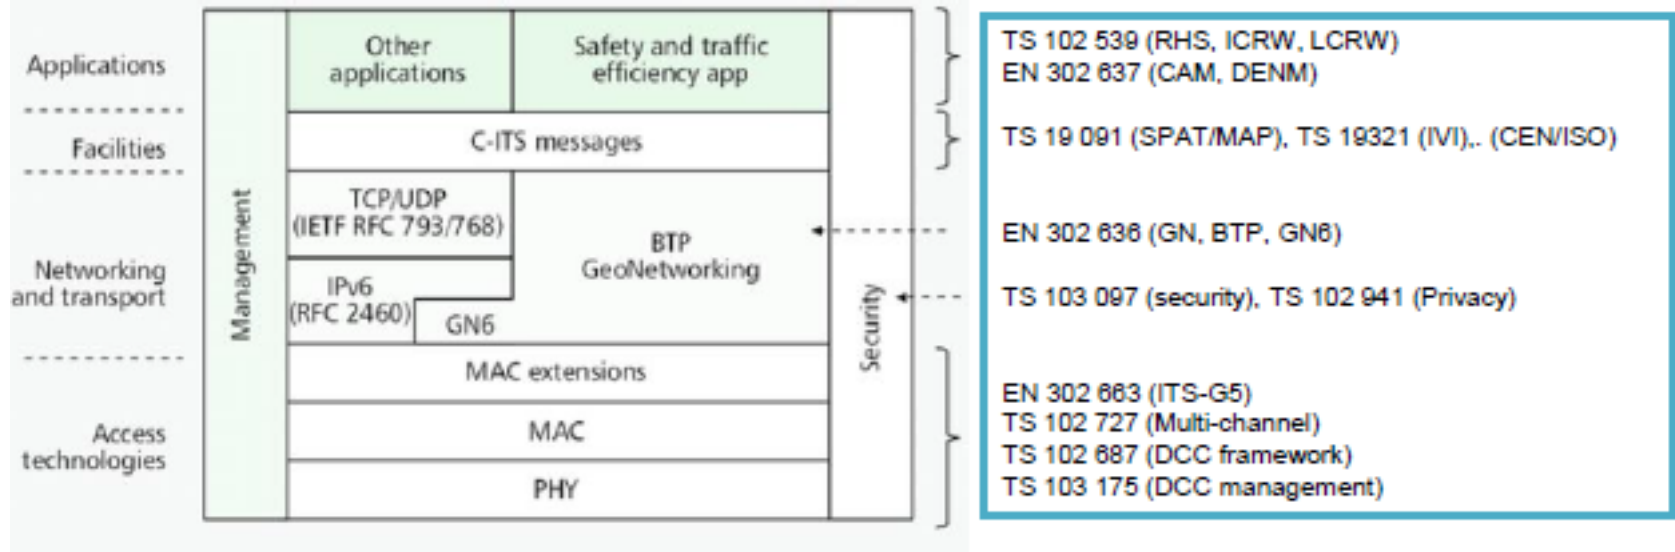 Applications
Facilities
Networking
and transport
Access
technologies
Management
Other
applications
Safety and traffic
efficiency app
C-ITS messages
TCP/UDP
(IETF RFC 793/768)
IPv6
(RFC 2460)
GN6
BTP
GeoNetworking
MAC extensions
MAC
PHY
Security
TS 102 539 (RHS, ICRW, LCRW)
EN 302 637 (CAM, DENM)
TS 19 091 (SPAT/MAP), TS 19321 (IVI),. (CEN/ISO)
EN 302 636 (GN, BTP, GN6)
TS 103 097 (security), TS 102 941 (Privacy)
EN 302 663 (ITS-G5)
TS 102 727 (Multi-channel)
TS 102 687 (DCC framework)
TS 103 175 (DCC management)